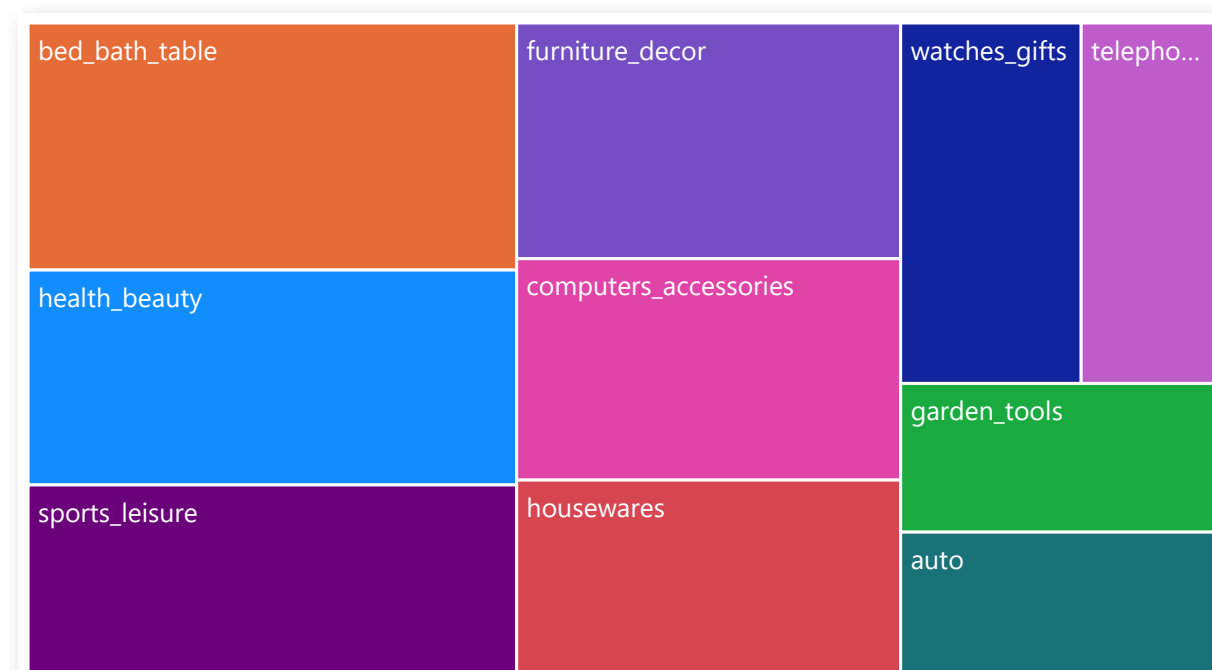 bed_bath_table
furniture_decor
watches_gifts
telepho...
health_beauty
computers_accessories
garden_tools
sports_leisure
housewares
auto